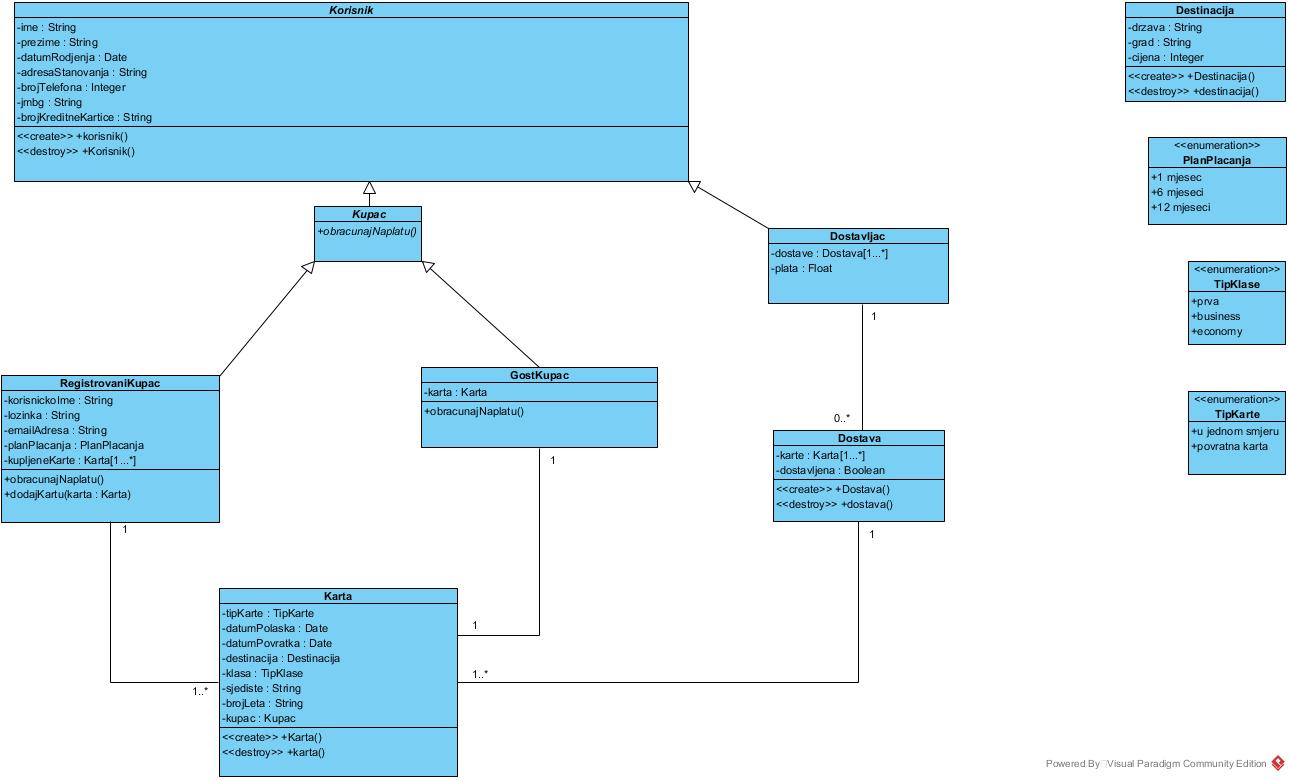 Korisnik
-ime : String
-prezime : String
-datumRodjenja : Date
-adresaStanovanja : String
-brojTelefona : Integer
-jmbg : String
-brojKreditneKartice : String
<<create>> +korisnik()
<<destroy>> +Korisnik()
Destinacija
-drzava : String
-grad : String
-cijena : Integer
<<create>> +Destinacija()
<<destroy>> +destinacija()
<<enumeration>>
PlanPlacanja
+1 mjesec
+6 mjeseci
+12 mjeseci
Kupac
+obracunajNaplatu()
Dostavljac
-dostave : Dostava[1...*]
-plata : Float
<<enumeration>>
TipKlase
+prva
+business
+economy
1
0..*
RegistrovaniKupac
-korisnickoIme : String
-lozinka : String
-emailAdresa : String
-planPlacanja : PlanPlacanja
-kupljeneKarte : Karta[1...*]
+obracunajNaplatu()
+dodajKartu(karta : Karta)
GostKupac
-karta : Karta
+obracunajNaplatu()
<<enumeration>>
TipKarte
+u jednom smjeru
+povratna karta
Dostava
-karte : Karta[1...*]
-dostavljena : Boolean
<<create>> +Dostava()
<<destroy>> +dostava()
1
1
1
Karta
-tipKarte : TipKarte
-datumPolaska : Date
-datumPovratka : Date
-destinacija : Destinacija
-klasa : TipKlase
-sjediste : String
-brojLeta : String
-kupac : Kupac
<<create>> +Karta()
<<destroy>> +karta()
1
1..*
1..*
Powered By Visual Paradigm Community Edition